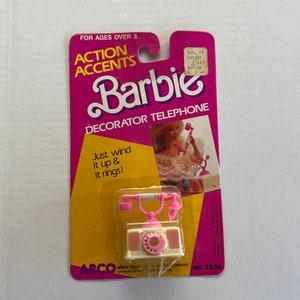 FOR AGES OVER 3.
ACTION
ACCENTS
Barbie
DECORATOR TELEPHONE
Just wind
it up &
it rings!
ARCO